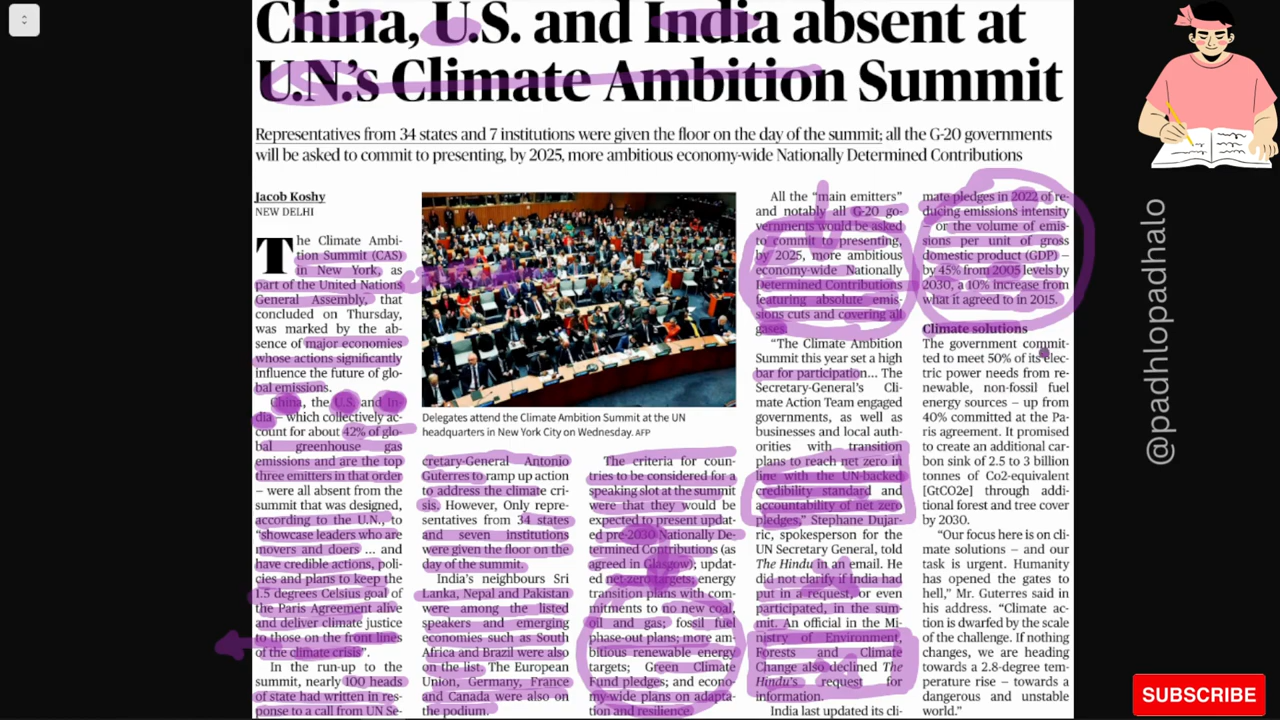 China, U.S. and India absent at
U.N.'s Climate Ambition Summit
Representatives from 34 states and 7 institutions were given the floor on the day of the summit; all the G-20 governments
will be asked to commit to presenting, by 2025, more ambitious economy-wide Nationally Determined Contributions
Jacob Koshy
NEW DELHI
The Climate Ambi-
tion Summit (CAS)
in New York, as
part of the United Nations
General Assembly, that
concluded on Thursday,
was marked by the ab-
sence of major economies
whose actions significantly
influence the future of glo-
bal emissions.
China, the U.S. and In-
dia – which collectively ac-
count for about 42% of glo-
bal greenhouse gas
emissions and are the top
three emitters in that order
– were all absent from the
summit that was designed,
according to the U.N., to
“showcase leaders who are
movers and doers ... and
have credible actions, poli-
cies and plans to keep the
1.5 degrees Celsius goal of
the Paris Agreement alive
and deliver climate justice
to those on the front lines
of the climate crisis”.
In the run-up to the
summit, nearly 100 heads
of state had written in res-
ponse to a call from UN Se-
Delegates attend the Climate Ambition Summit at the UN
headquarters in New York City on Wednesday. AFP
cretary-General Antonio
Guterres to ramp up action
to address the climate cri-
sis. However, Only repre-
sentatives from 34 states
and seven institutions
were given the floor on the
day of the summit.
India's neighbours Sri
Lanka, Nepal and Pakistan
were among the listed
speakers and emerging
economies such as South
Africa and Brazil were also
on the list. The European
Union, Germany, France
and Canada were also on
the podium.
The criteria for coun-
tries to be considered for a
speaking slot at the summit
were that they would be
expected to present updat-
ed pre-2030 Nationally De-
termined Contributions (as
agreed in Glasgow); updat-
ed net-zero targets; energy
transition plans with com-
mitments to no new coal,
oil and gas; fossil fuel
phase-out plans; more am-
bitious renewable energy
targets; Green Climate
Fund pledges; and econo-
my-wide plans on adapta-
tion and resilience.
All the “main emitters”
and notably all G-20 go-
vernments would be asked
to commit to presenting,
by 2025, more ambitious
economy-wide Nationally
Determined Contributions
featuring absolute emis-
sions cuts and covering all
gases.
“The Climate Ambition
Summit this year set a high
bar for participation... The
Secretary-General's Cli-
mate Action Team engaged
governments, as well as
businesses and local auth-
orities with transition
plans to reach net zero in
line with the UN-backed
credibility standard and
accountability of net zero
pledges,” Stephane Dujar-
ric, spokesperson for the
UN Secretary General, told
The Hindu in an email. He
did not clarify if India had
put in a request, or even
participated, in the sum-
mit. An official in the Mi-
nistry of Environment,
Forests and Climate
Change also declined The
Hindu's request for
information.
India last updated its cli-
mate pledges in 2022 of re-
ducing emissions intensity
– or the volume of emis-
sions per unit of gross
domestic product (GDP) –
by 45% from 2005 levels by
2030, a 10% increase from
what it agreed to in 2015.
Climate solutions
The government commit-
ted to meet 50% of its elec-
tric power needs from re-
newable, non-fossil fuel
energy sources – up from
40% committed at the Pa-
ris agreement. It promised
to create an additional car-
bon sink of 2.5 to 3 billion
tonnes of Co2-equivalent
[GtCO2e] through addi-
tional forest and tree cover
by 2030.
“Our focus here is on cli-
mate solutions – and our
task is urgent. Humanity
has opened the gates to
hell,” Mr. Guterres said in
his address. “Climate ac-
tion is dwarfed by the scale
of the challenge. If nothing
changes, we are heading
towards a 2.8-degree tem-
perature rise – towards a
dangerous and unstable
world.”
@padhlopadhalo
SUBSCRIBE